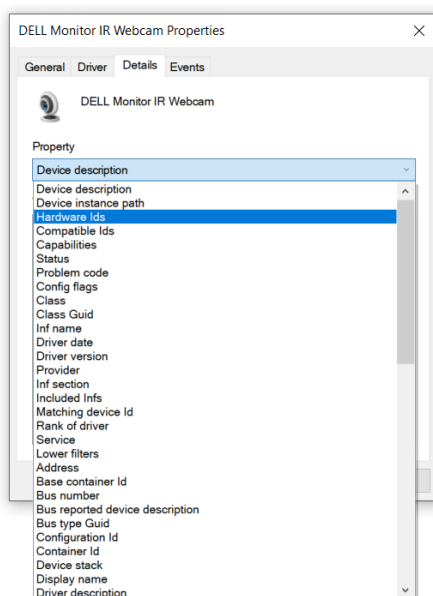 DELL Monitor IR Webcam Properties
General Driver Details Events
DELL Monitor IR Webcam
Property
Device description
Device description
Device instance path
Hardware Ids
Compatible Ids
Capabilities
Status
Problem code
Config flags
Class
Class Guid
Inf name
Driver date
Driver version
Provider
Inf section
Included Infs
Matching device Id
Rank of driver
Service
Lower filters
Address
Base container Id
Bus number
Bus reported device description
Bus type Guid
Configuration Id
Container Id
Device stack
Display name
Driver description